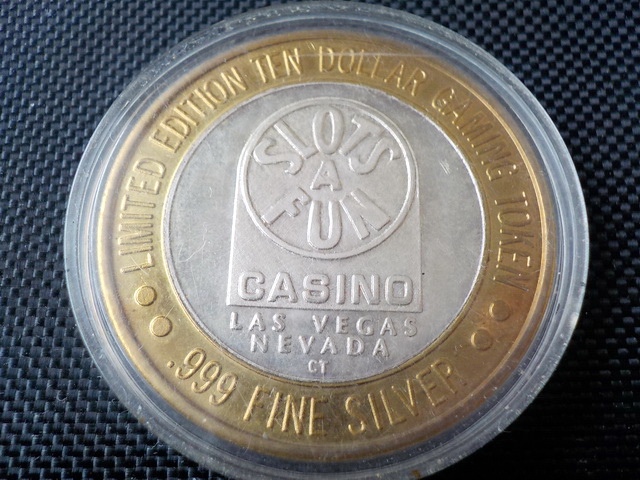 LIMITED EDITION TEN DOLLAR GAMING TOKEN
SLOTS
A
FUN
CASINO
LAS VEGAS
NEVADA
CT
.999 FINE SILVER